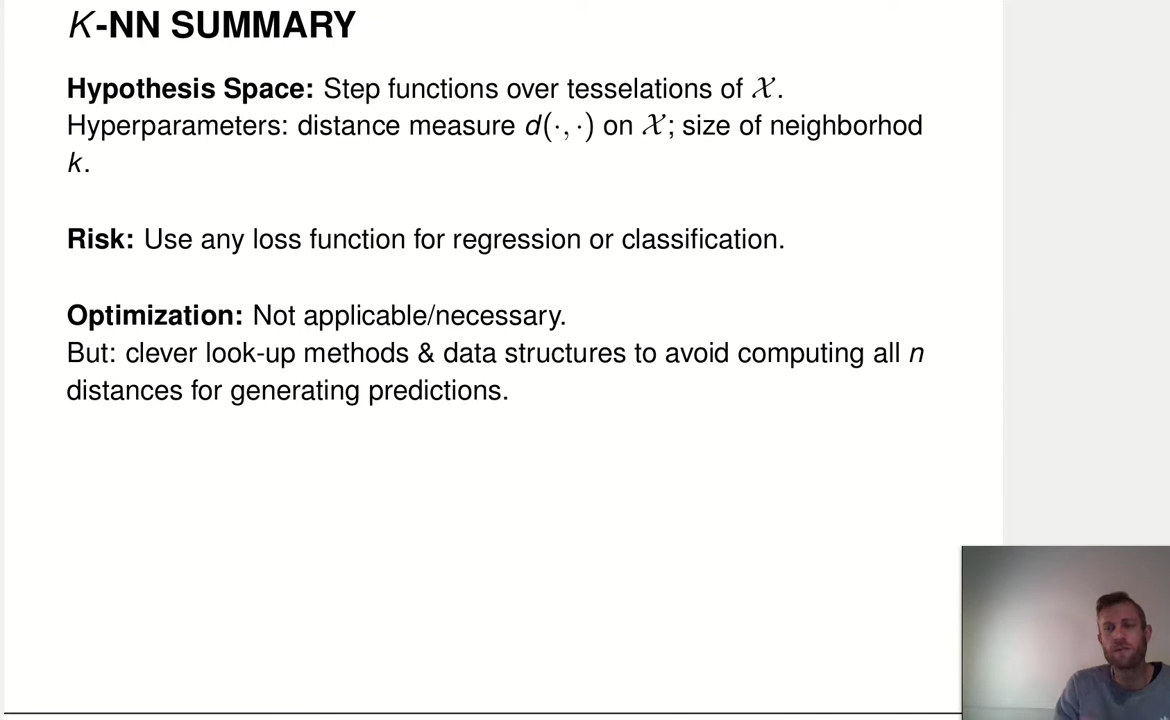 K-NN SUMMARY
Hypothesis Space: Step functions over tesselations of 𝒳.
Hyperparameters: distance measure d(·, ·) on 𝒳; size of neighborhod
k.
Risk: Use any loss function for regression or classification.
Optimization: Not applicable/necessary.
But: clever look-up methods & data structures to avoid computing all n
distances for generating predictions.